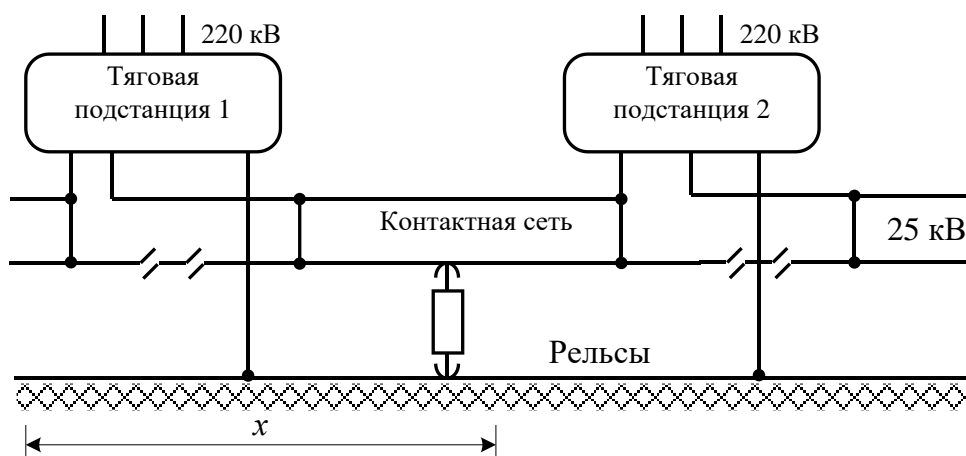 220 кВ
220 кВ
Тяговая
подстанция 1
Тяговая
подстанция 2
Контактная сеть
25 кВ
Рельсы
x